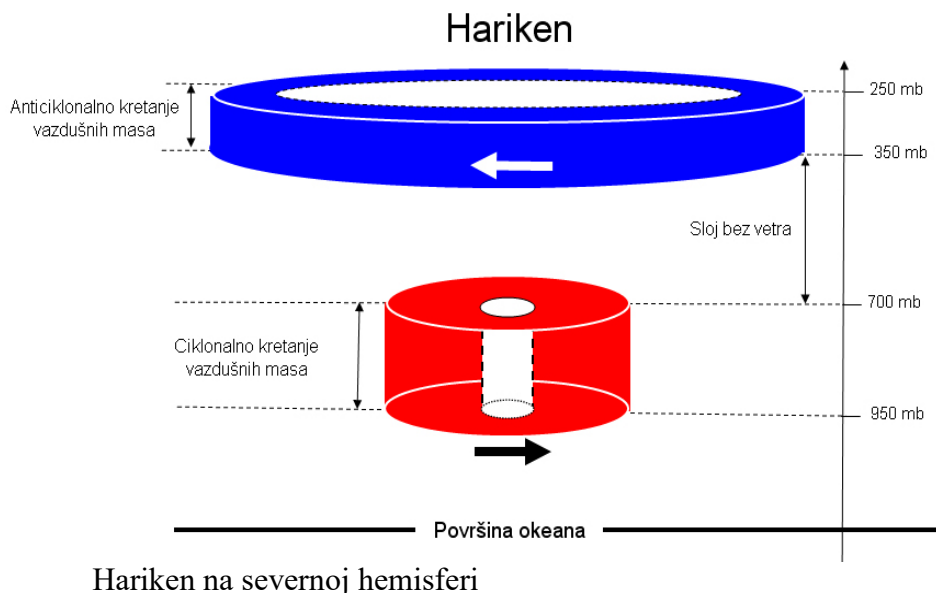 Hariken
Anticiklonalno kretanje
vazdušnih masa
250 mb
350 mb
Sloj bez vetra
700 mb
Ciklonalno kretanje
vazdušnih masa
950 mb
Površina okeana
Hariken na severnoj hemisferi